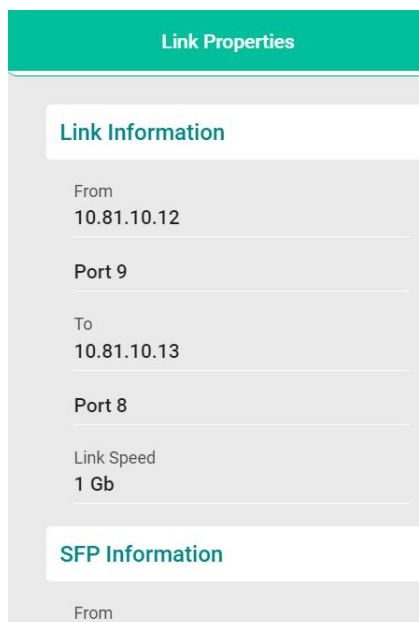 Link Properties
Link Information
From
10.81.10.12
Port 9
To
10.81.10.13
Port 8
Link Speed
1 Gb
SFP Information
From